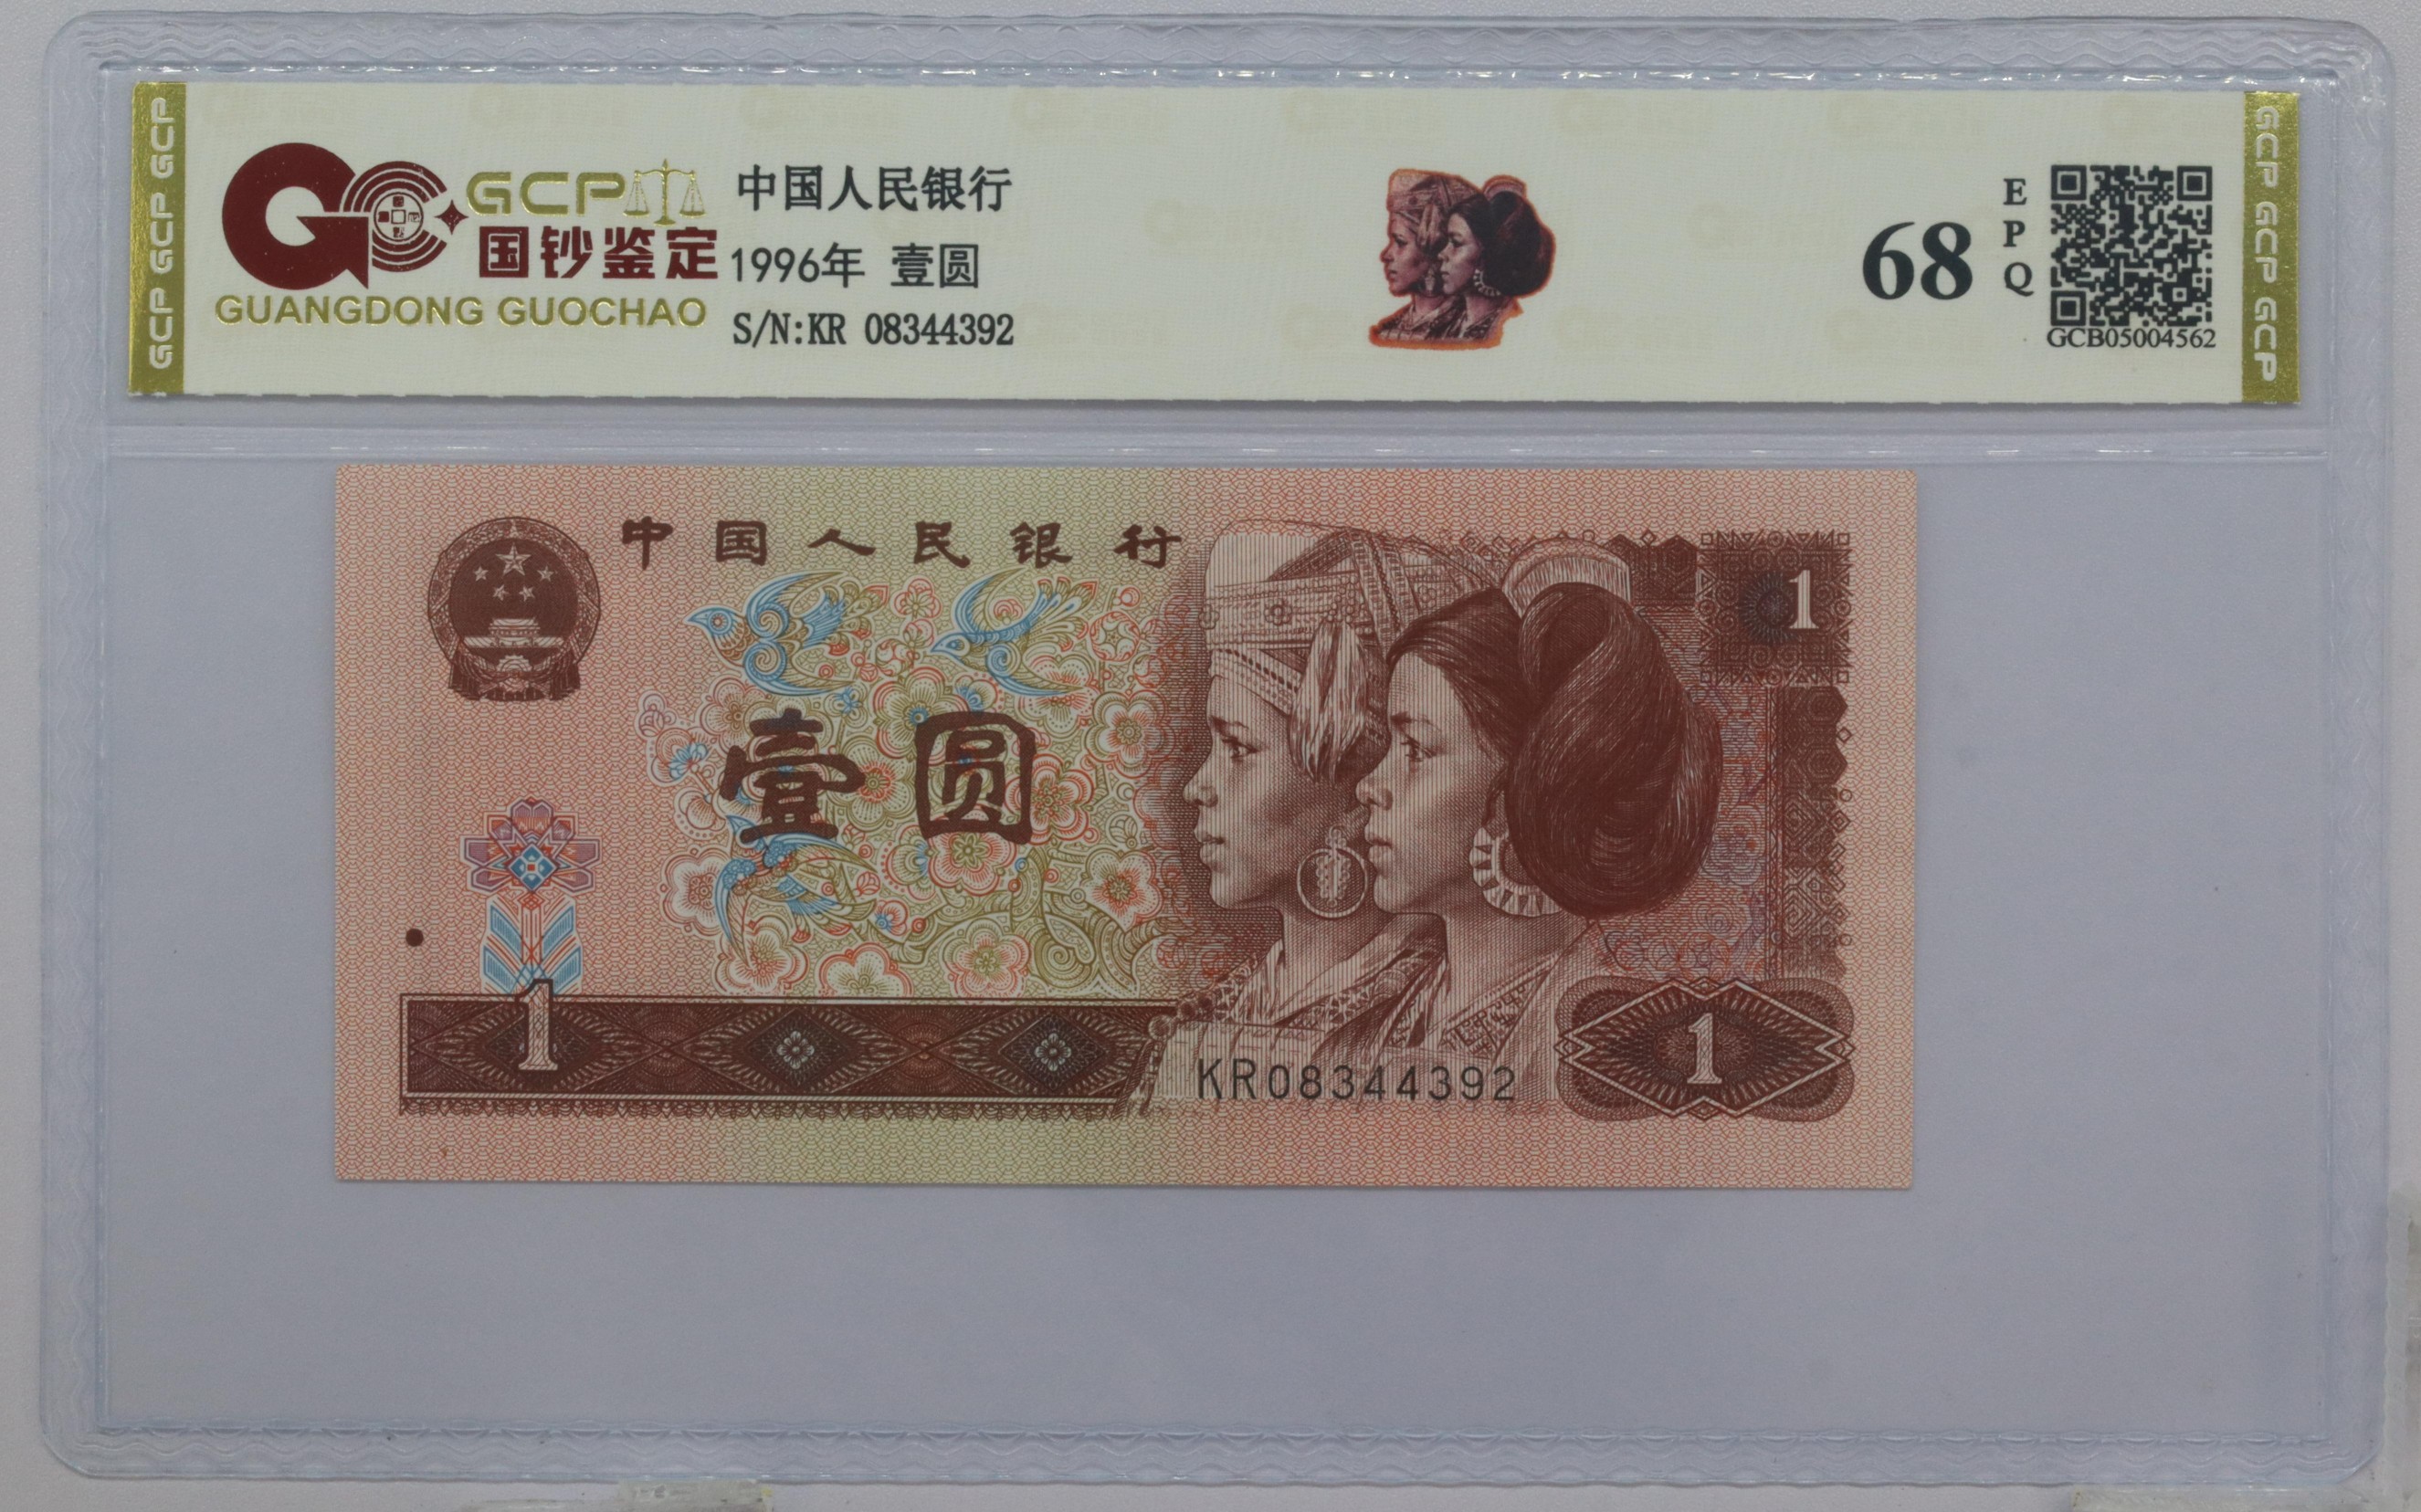 GCP GCP GCP
GCP
国钞鉴定
GUANGDONG GUOCHAO
中国人民银行
1996年 壹圆
S/N:KR 08344392
68
EPQ
GCB05004562
GCP GCP GCP GCP
中国人民银行
1
壹圆
1
1
KR08344392